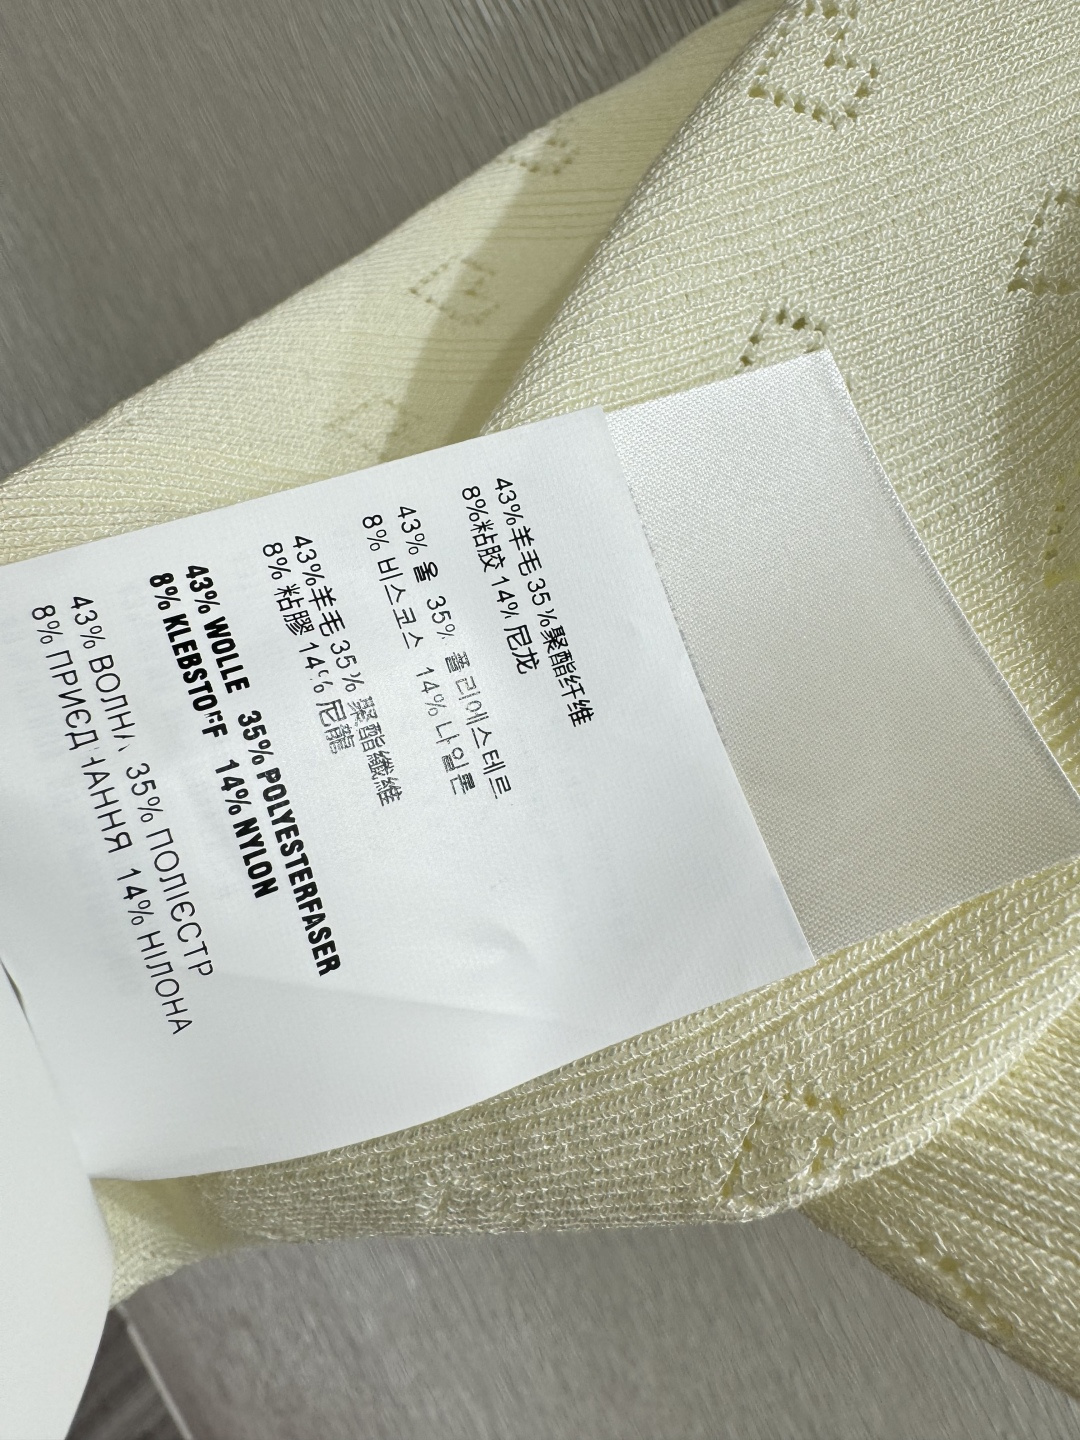 43%羊毛 35%聚酯纤维
8%粘胶 14%尼龙
43% 울 35% 폴리에스테르
8% 비스코스 14% 나일론
43%羊毛 35% 聚酯纖維
8% 粘膠 14% 尼龍
43% WOLLE 35% POLYESTERFASER
8% KLEBSTOFF 14% NYLON
43% ВОЛНА 35% ПОЛІЄСТР
8% ПРИЄДНАННЯ 14% НІЛОНА